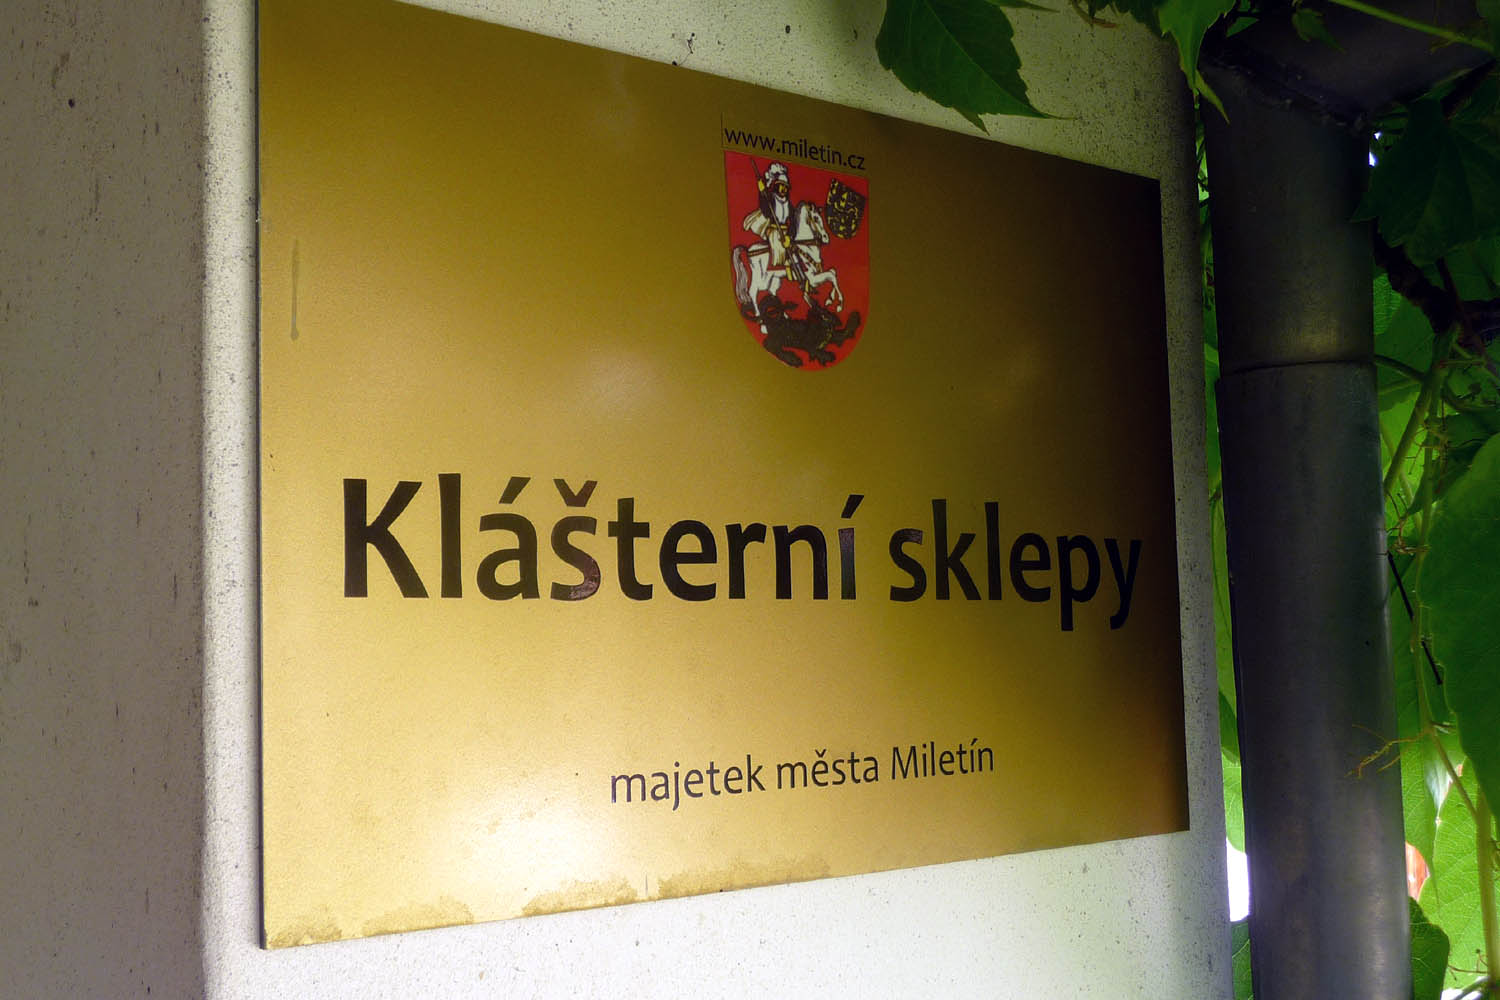 www.miletin.cz
Klášterní sklepy
majetek města Miletín